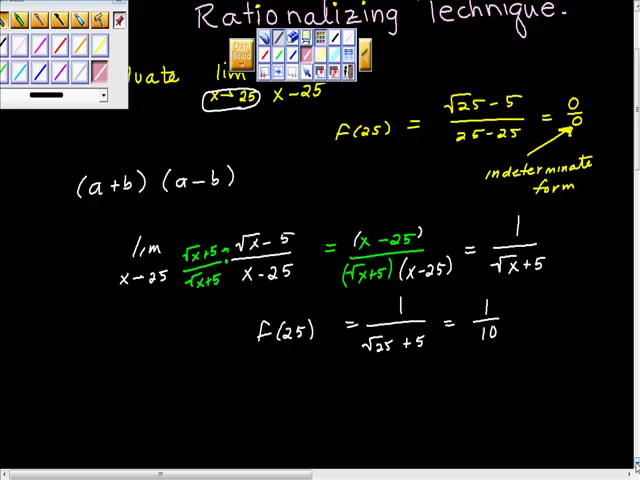 Rationalizing Technique.
uate lim
x→25 x-25
f(25) = √25-5 / 25-25 = 0/0
indeterminate
form
(a+b) (a-b)
lim x-25 √x+5/√x+5 · √x-5/x-25 = (x-25)/(√x+5)(x-25) = 1/√x+5
f(25) = 1/√25+5 = 1/10